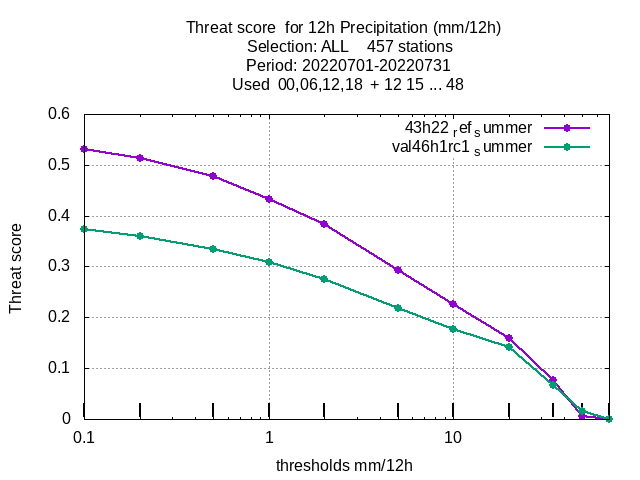 Threat score  for 12h Precipitation (mm/12h)
Selection: ALL    457 stations
Period: 20220701-20220731
Used  00,06,12,18  + 12 15 ... 48
43h22 ref summer
val46h1rc1 summer
0.6
0.5
0.4
0.3
0.2
0.1
0
Threat score
0.1 1 10
thresholds mm/12h